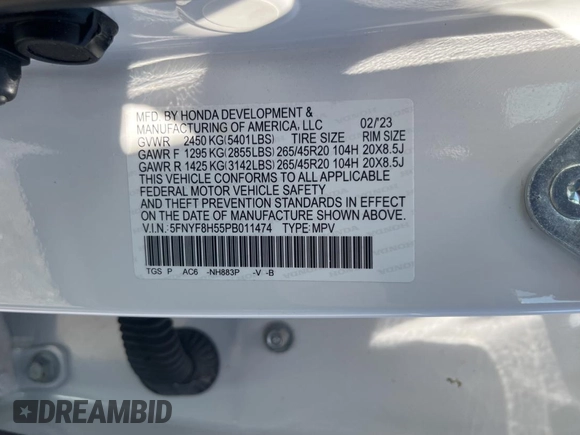 MFD. BY HONDA DEVELOPMENT &
MANUFACTURING OF AMERICA, LLC 02/'23
GVWR 2450 KG(5401LBS) TIRE SIZE RIM SIZE
GAWR F 1295 KG(2855LBS) 265/45R20 104H 20X8.5J
GAWR R 1425 KG(3142LBS) 265/45R20 104H 20X8.5J
THIS VEHICLE CONFORMS TO ALL APPLICABLE
FEDERAL MOTOR VEHICLE SAFETY
AND THEFT PREVENTION STANDARDS IN EFFECT
ON THE DATE OF MANUFACTURE SHOWN ABOVE.
V.I.N.: 5FNYF8H55PB011474 TYPE: MPV
TGS P AC6 -NH883P -V -B
DREAMBID